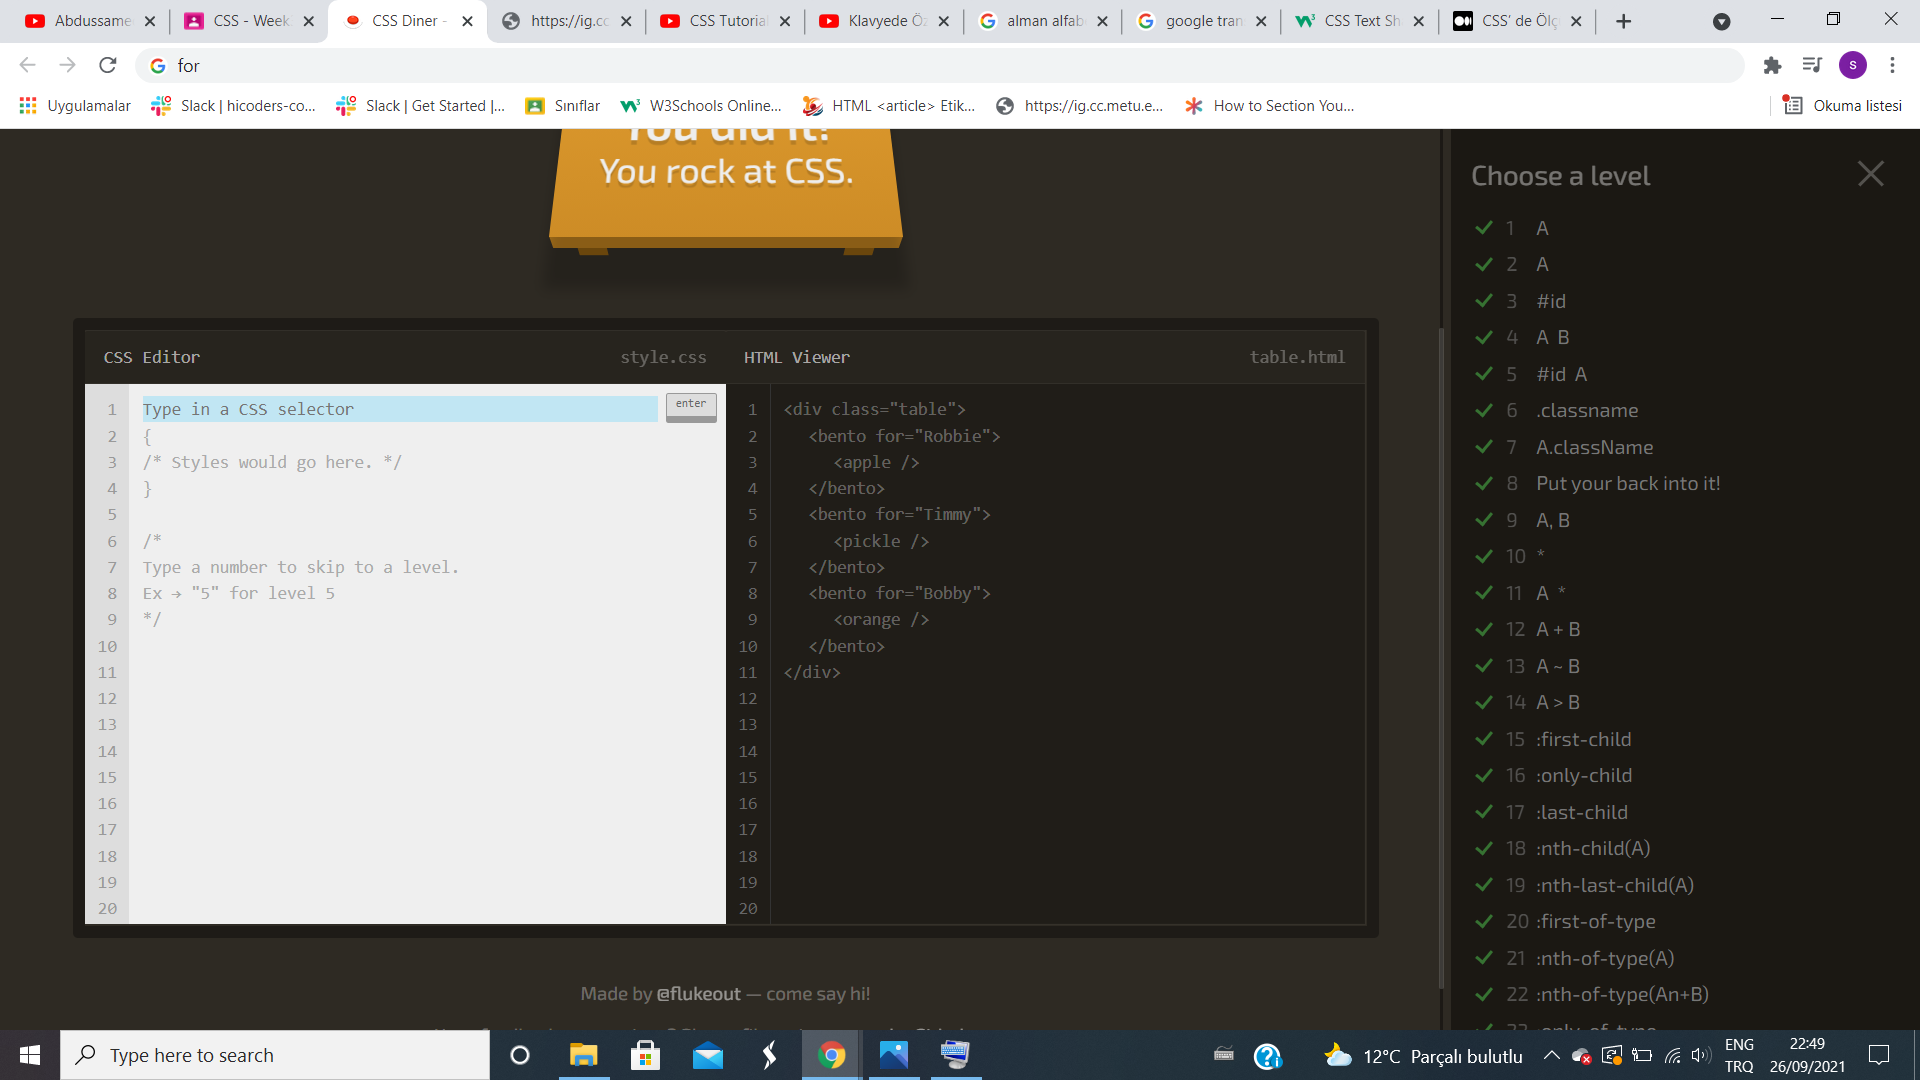 Abdussame
CSS - Week
CSS Diner -
https://ig.cc
CSS Tutorial
Klavyede Öz
alman alfab
google tran
CSS Text Sh
CSS' de Ölç
for
s
Uygulamalar
Slack | hicoders-co...
Slack | Get Started |...
Sınıflar
W3Schools Online...
HTML <article> Etik...
https://ig.cc.metu.e...
How to Section You...
Okuma listesi
You did it!
You rock at CSS.
CSS Editor
style.css
1 Type in a CSS selector
enter
2 {
3 /* Styles would go here. */
4 }
5
6 /*
7 Type a number to skip to a level.
8 Ex → "5" for level 5
9 */
10
11
12
13
14
15
16
17
18
19
20
HTML Viewer
table.html
1 <div class="table">
2 <bento for="Robbie">
3 <apple />
4 </bento>
5 <bento for="Timmy">
6 <pickle />
7 </bento>
8 <bento for="Bobby">
9 <orange />
10 </bento>
11 </div>
12
13
14
15
16
17
18
19
20
Made by @flukeout — come say hi!
Choose a level
1 A
2 A
3 #id
4 A B
5 #id A
6 .classname
7 A.className
8 Put your back into it!
9 A, B
10 *
11 A *
12 A + B
13 A ~ B
14 A > B
15 :first-child
16 :only-child
17 :last-child
18 :nth-child(A)
19 :nth-last-child(A)
20 :first-of-type
21 :nth-of-type(A)
22 :nth-of-type(An+B)
23 :only-of-type
Type here to search
12°C Parçalı bulutlu
ENG
TRQ
22:49
26/09/2021